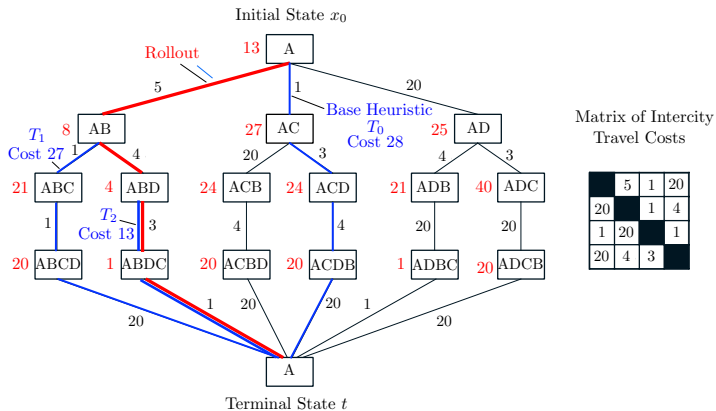 Initial State x₀
13 A
Rollout
5 1 20
Base Heuristic
T₀
Cost 28
Matrix of Intercity
Travel Costs
8 AB 27 AC 25 AD
T₁
Cost 27
1 4 20 3 4 3
21 ABC 4 ABD 24 ACB 24 ACD 21 ADB 40 ADC
5 1 20
20 1 4
1 20 1
20 4 3
T₂
Cost 13
1 3 4 4 20 20
20 ABCD 1 ABDC 20 ACBD 20 ACDB 1 ADBC 20 ADCB
20 1 20 20 1 20
A
Terminal State t